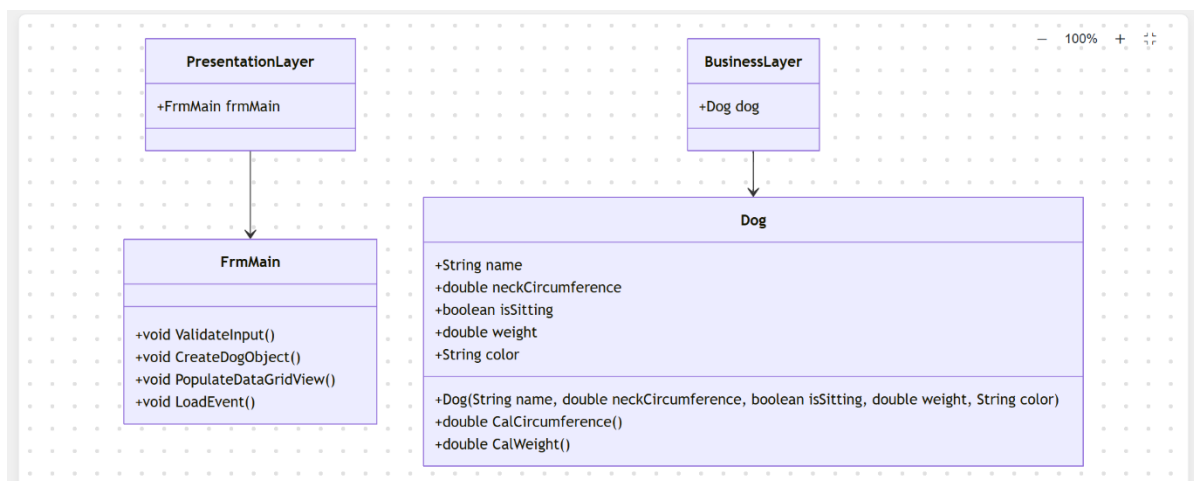 100%
PresentationLayer
+FrmMain frmMain
BusinessLayer
+Dog dog
FrmMain
+void ValidateInput()
+void CreateDogObject()
+void PopulateDataGridView()
+void LoadEvent()
Dog
+String name
+double neckCircumference
+boolean isSitting
+double weight
+String color
+Dog(String name, double neckCircumference, boolean isSitting, double weight, String color)
+double CalCircumference()
+double CalWeight()